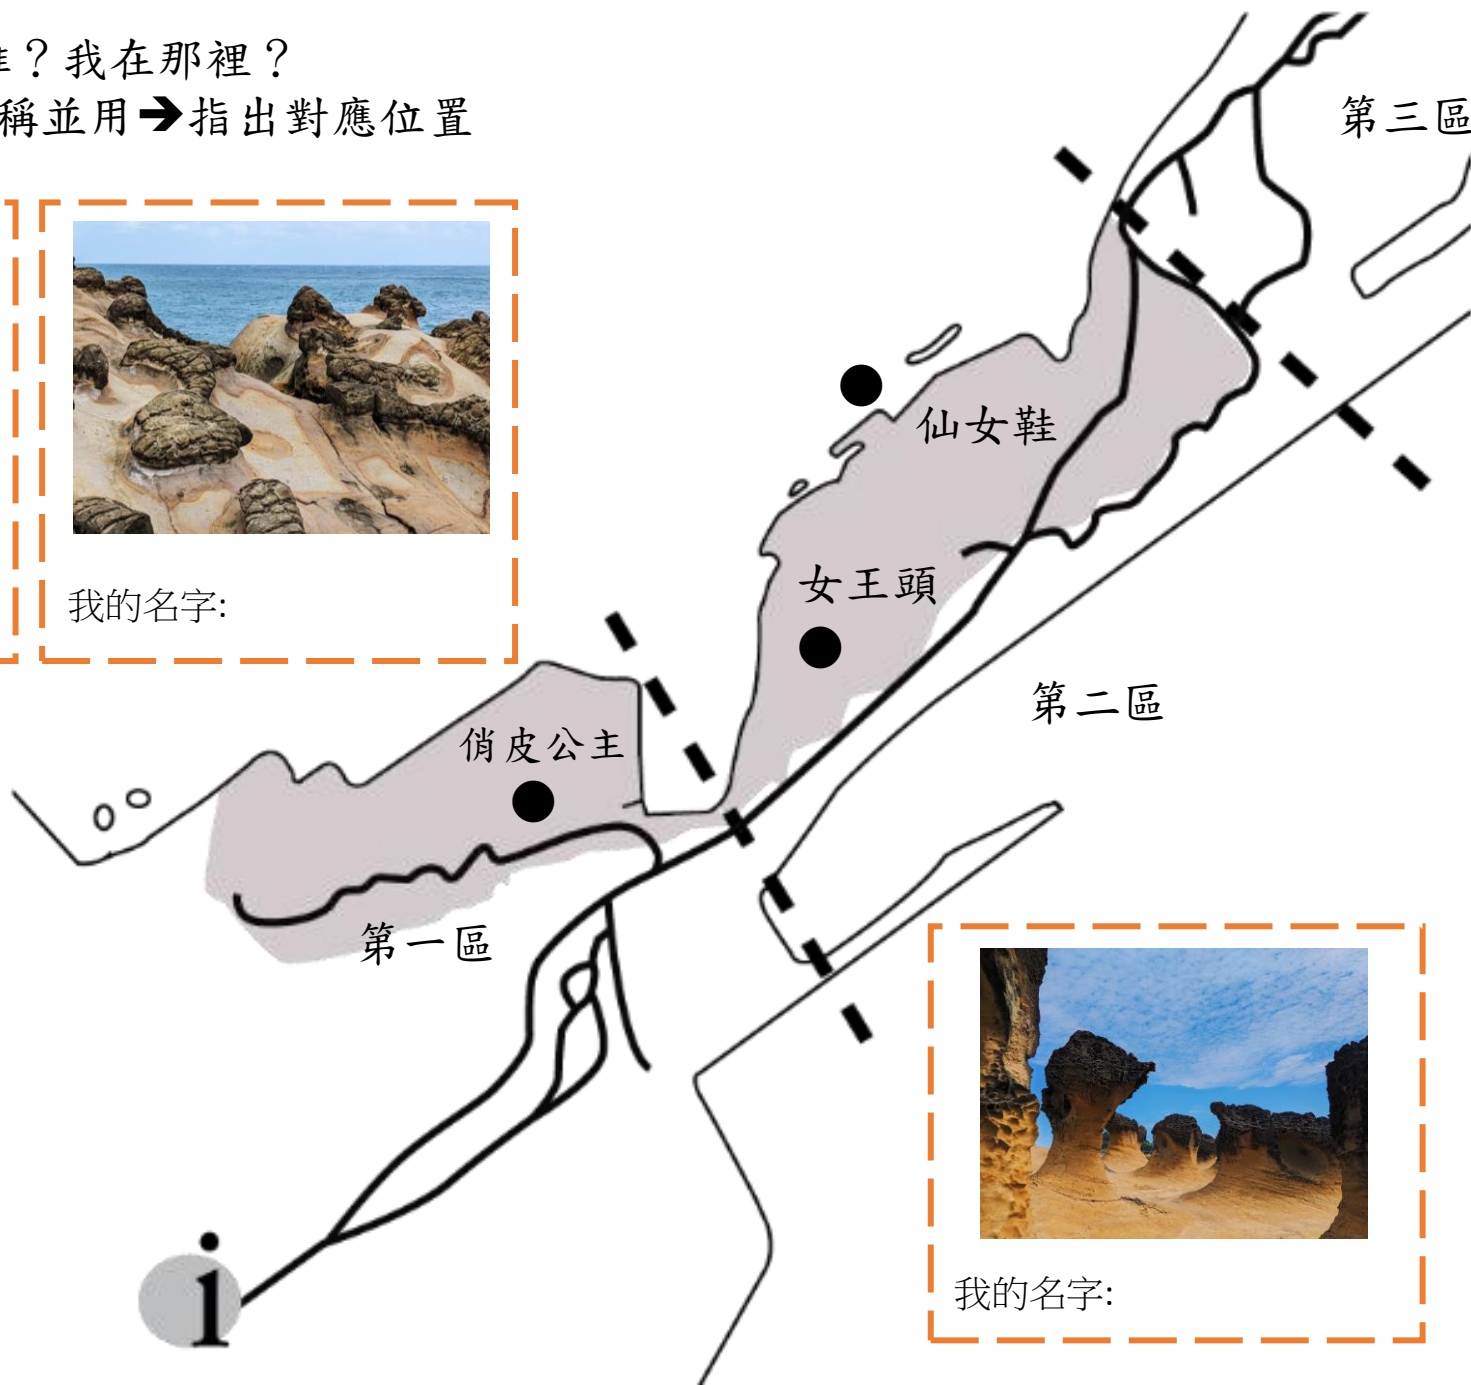 ？我在那裡？
稱並用➔指出對應位置
第三區
仙女鞋
我的名字:
女王頭
第二區
俏皮公主
第一區
i
我的名字: